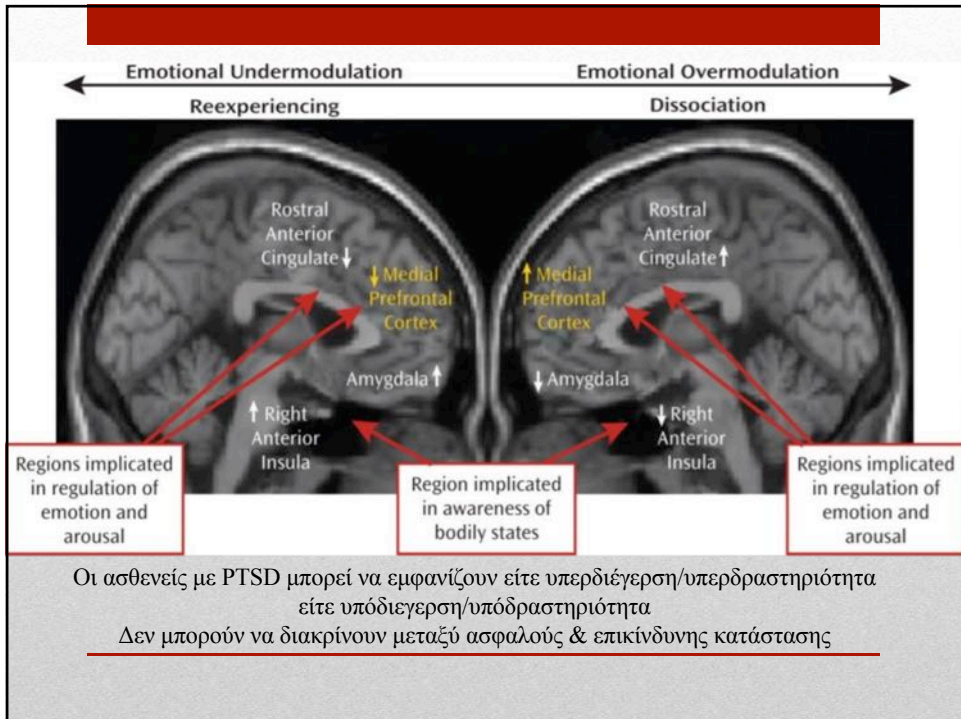 Emotional Undermodulation
Reexperiencing
Emotional Overmodulation
Dissociation
Rostral
Anterior
Cingulate ↓
↓ Medial
Prefrontal
Cortex
Amygdala ↑
↑ Right
Anterior
Insula
Rostral
Anterior
Cingulate ↑
↑ Medial
Prefrontal
Cortex
↓ Amygdala
↓ Right
Anterior
Insula
Regions implicated
in regulation of
emotion and
arousal
Region implicated
in awareness of
bodily states
Regions implicated
in regulation of
emotion and
arousal
Οι ασθενείς με PTSD μπορεί να εμφανίζουν είτε υπερδιέγερση/υπερδραστηριότητα
είτε υπόδιεγερση/υπόδραστηριότητα
Δεν μπορούν να διακρίνουν μεταξύ ασφαλούς & επικίνδυνης κατάστασης